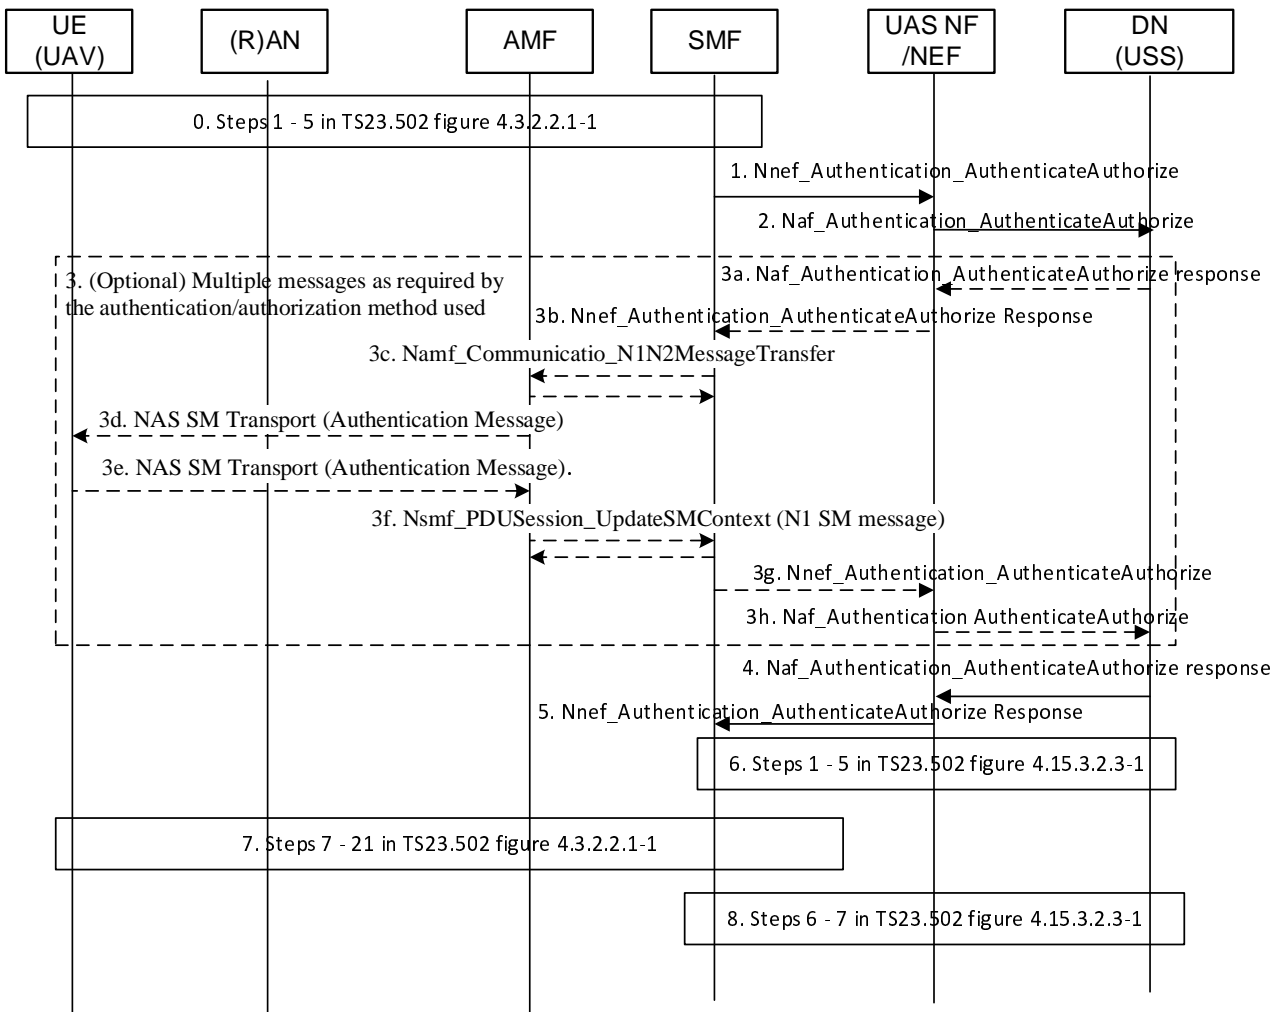 UE
(UAV)
(R)AN
AMF
SMF
UAS NF
/NEF
DN
(USS)
0. Steps 1 - 5 in TS23.502 figure 4.3.2.2.1-1
1. Nnef_Authentication_AuthenticateAuthorize
2. Naf_Authentication_AuthenticateAuthorize
3. (Optional) Multiple messages as required by
the authentication/authorization method used
3a. Naf_Authentication_AuthenticateAuthorize response
3b. Nnef_Authentication_AuthenticateAuthorize Response
3c. Namf_Communicatio_N1N2MessageTransfer
3d. NAS SM Transport (Authentication Message)
3e. NAS SM Transport (Authentication Message).
3f. Nsmf_PDUSession_UpdateSMContext (N1 SM message)
3g. Nnef_Authentication_AuthenticateAuthorize
3h. Naf_Authentication AuthenticateAuthorize
4. Naf_Authentication_AuthenticateAuthorize response
5. Nnef_Authentication_AuthenticateAuthorize Response
6. Steps 1 - 5 in TS23.502 figure 4.15.3.2.3-1
7. Steps 7 - 21 in TS23.502 figure 4.3.2.2.1-1
8. Steps 6 - 7 in TS23.502 figure 4.15.3.2.3-1